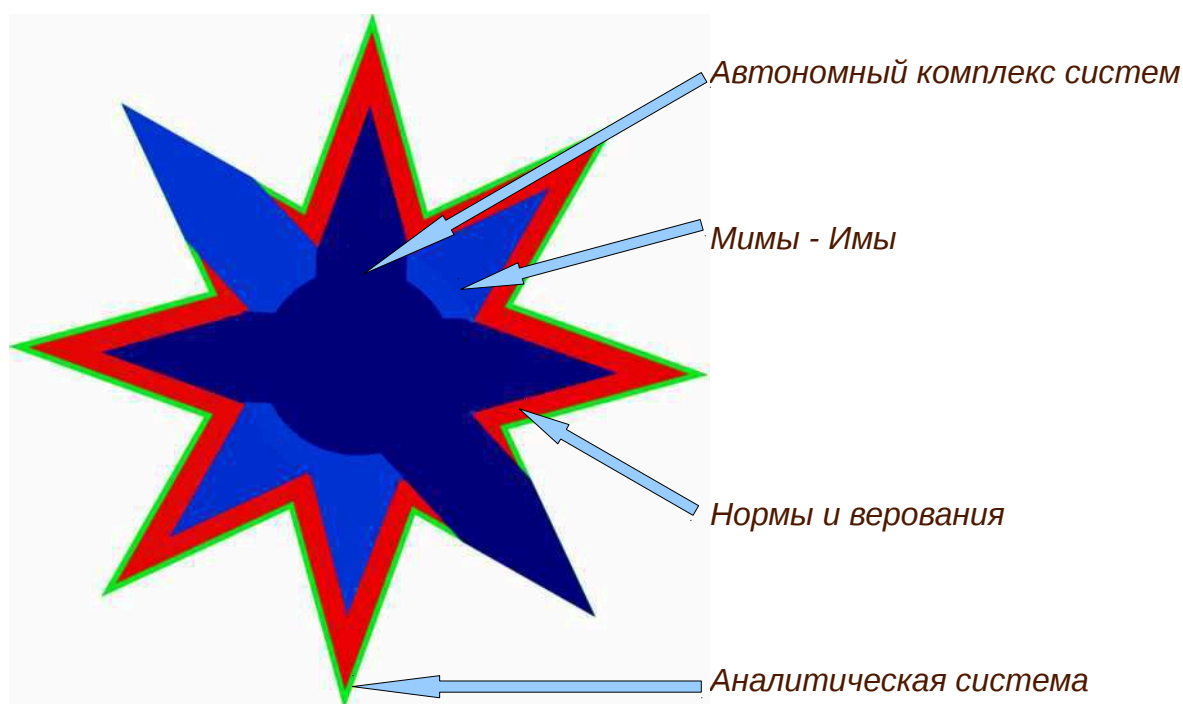 Автономный комплекс систем
Мимы - Имы
Нормы и верования
Аналитическая система